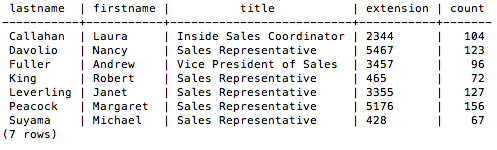 lastname  | firstname |          title           | extension | count
-----------+-----------+--------------------------+-----------+-------
 Callahan  | Laura     | Inside Sales Coordinator | 2344      |   104
 Davolio   | Nancy     | Sales Representative     | 5467      |   123
 Fuller    | Andrew    | Vice President of Sales  | 3457      |    96
 King      | Robert    | Sales Representative     | 465       |    72
 Leverling | Janet     | Sales Representative     | 3355      |   127
 Peacock   | Margaret  | Sales Representative     | 5176      |   156
 Suyama    | Michael   | Sales Representative     | 428       |    67
(7 rows)